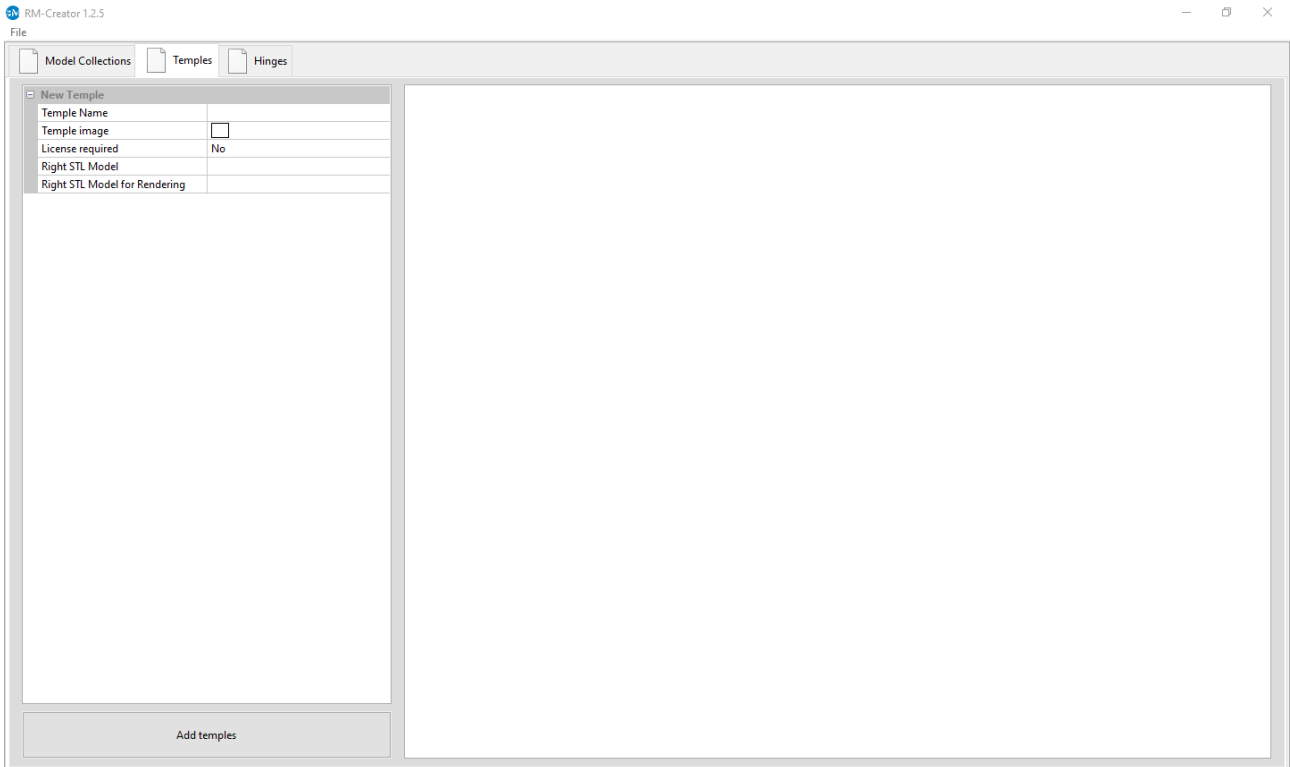 RM-Creator 1.2.5
File
Model Collections Temples Hinges
New Temple
Temple Name
Temple image
License required No
Right STL Model
Right STL Model for Rendering
Add temples